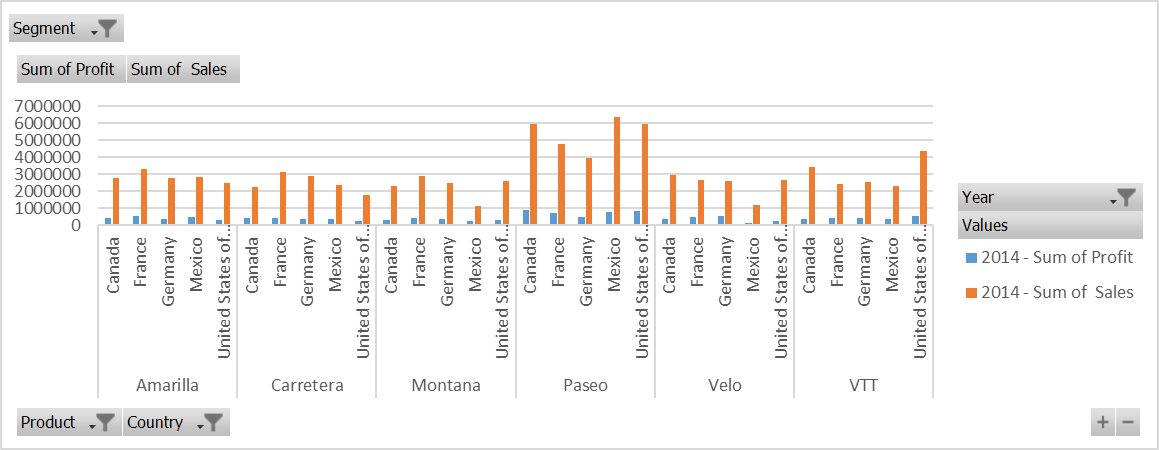 Segment
Sum of Profit Sum of  Sales
7000000
6000000
5000000
4000000
3000000
2000000
1000000
0
Canada France Germany Mexico United States of... Canada France Germany Mexico United States of... Canada France Germany Mexico United States of... Canada France Germany Mexico United States of... Canada France Germany Mexico United States of... Canada France Germany Mexico United States of...
Amarilla Carretera Montana Paseo Velo VTT
Year
Values
2014 - Sum of Profit
2014 - Sum of  Sales
Product Country
+ −